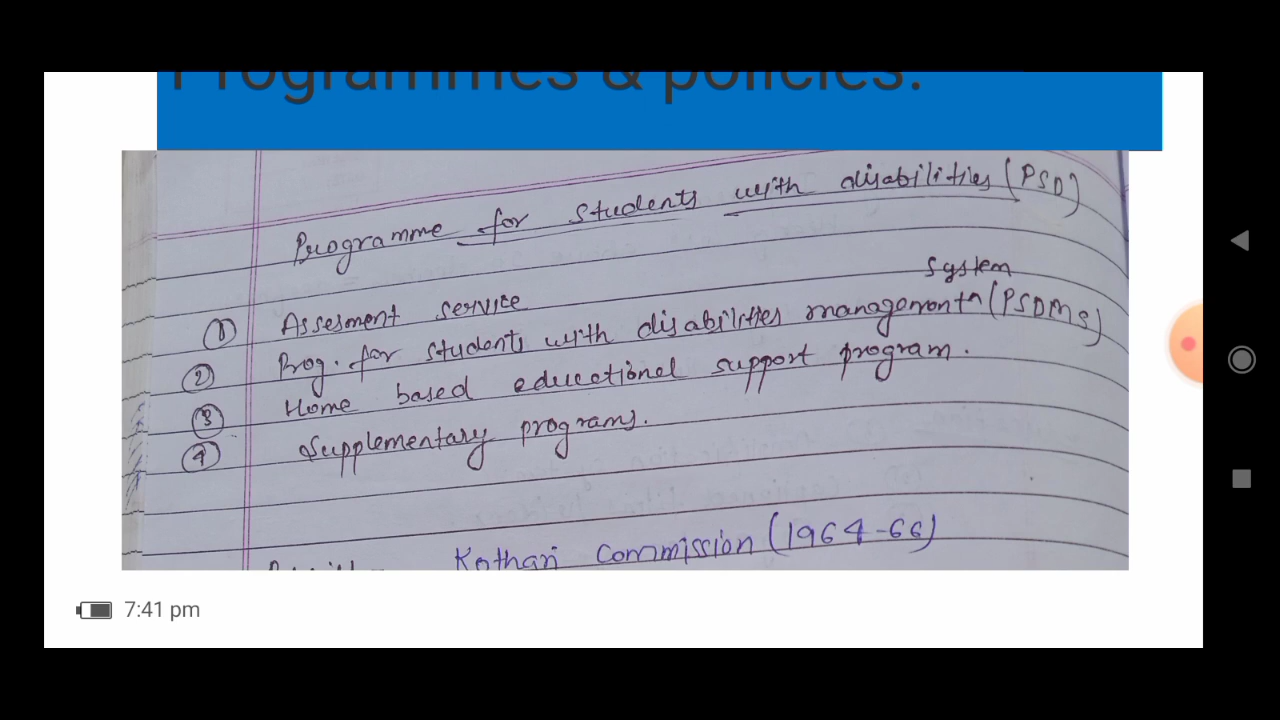 Programmes & policies.
Programme for students with disabilities (PSD)
① Assesment service
system
② Prog. for students with disabilities management^ (PSDMs)
③ Home based educational support program.
④ Supplementary programs.
Kothari Commission (1964-66)
7:41 pm